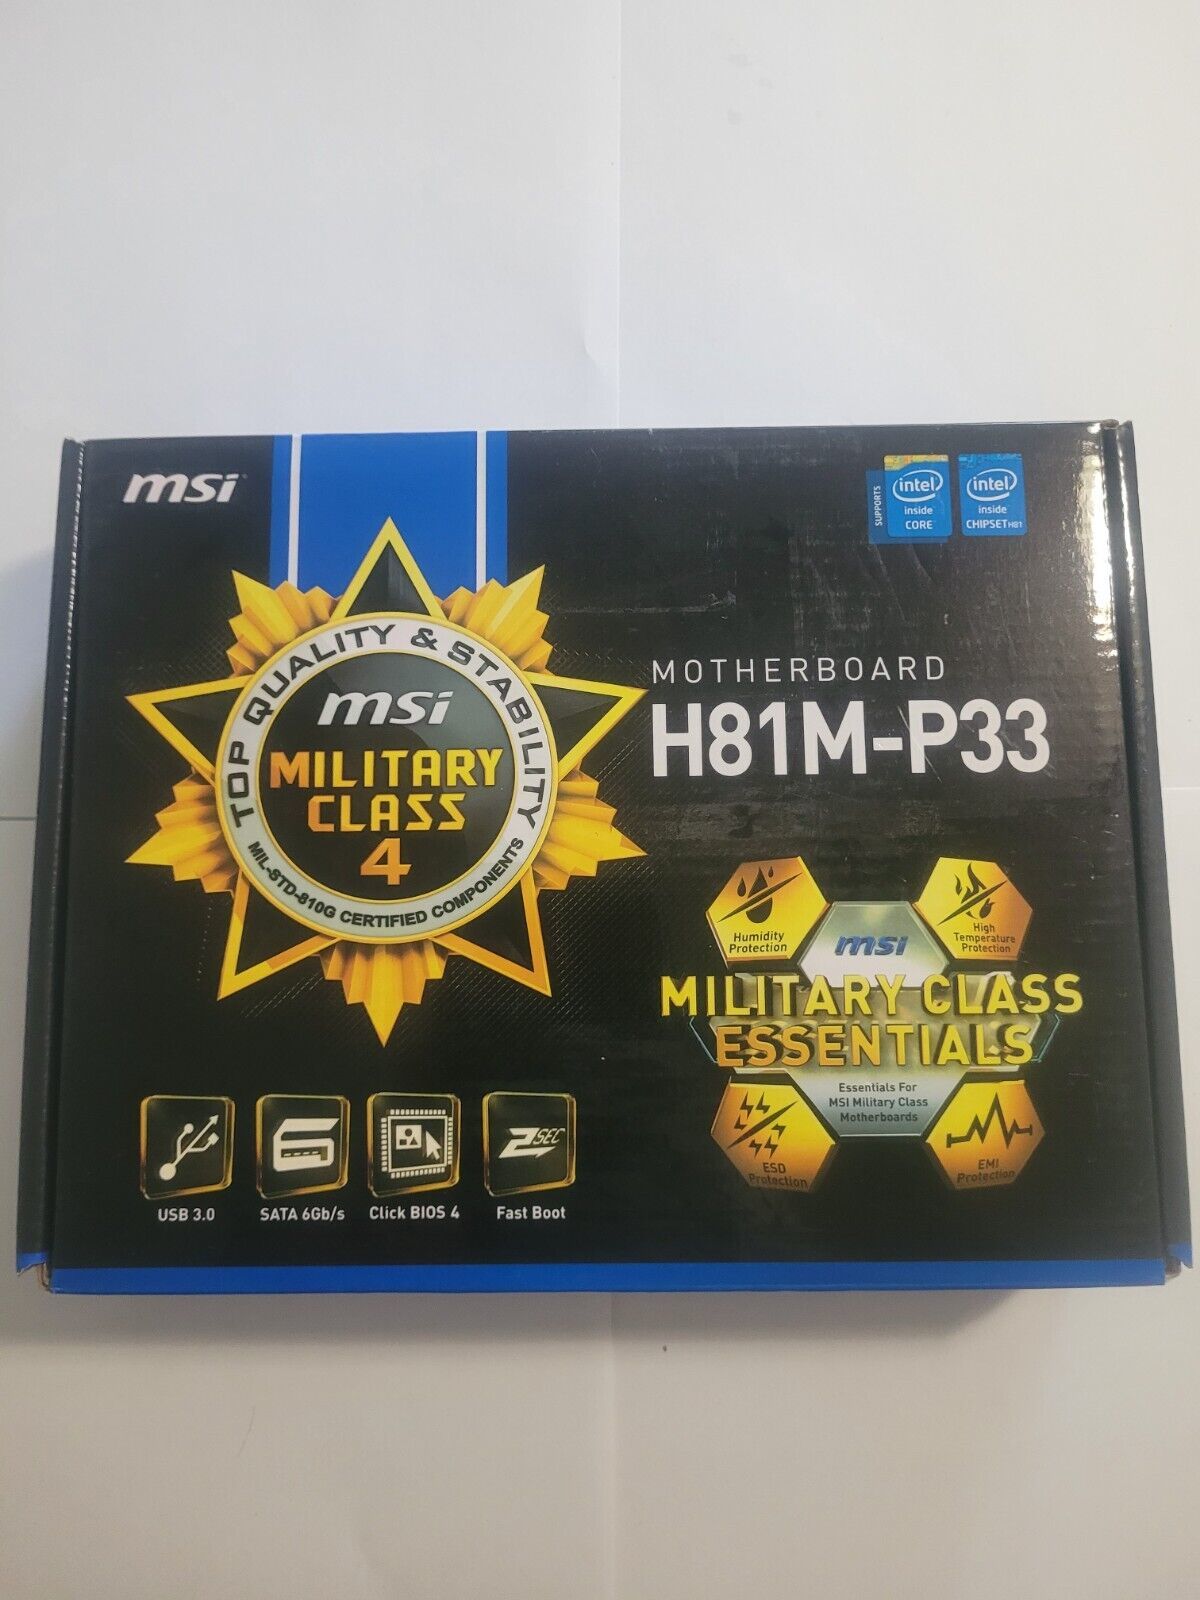 msi
SUPPORTS
intel
inside
CORE
intel
inside
CHIPSET H81
TOP QUALITY & STABILITY
msi
MILITARY
CLASS
4
MIL-STD-810G CERTIFIED COMPONENTS
MOTHERBOARD
H81M-P33
Humidity
Protection
msi
High
Temperature
Protection
MILITARY CLASS
ESSENTIALS
Essentials For
MSI Military Class
Motherboards
ESD
Protection
EMI
Protection
6
2 SEC
USB 3.0
SATA 6Gb/s
Click BIOS 4
Fast Boot